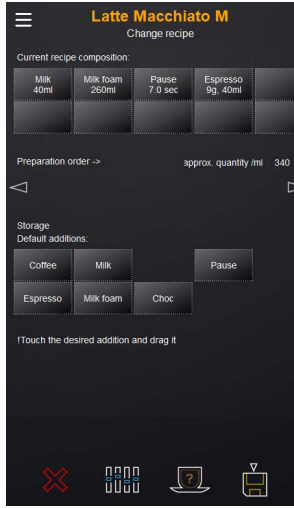 Latte Macchiato M
Change recipe
Current recipe composition:
Milk Milk foam Pause Espresso
40ml 260ml 7.0 sec 9g, 40ml
Preparation order -> approx. quantity /ml 340
Storage
Default additions:
Coffee Milk Pause
Espresso Milk foam Choc
!Touch the desired addition and drag it
?